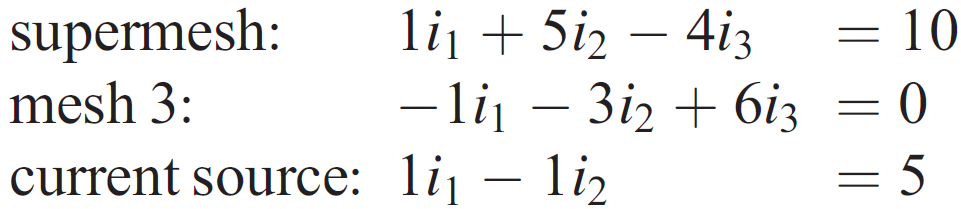 supermesh: 1i₁ + 5i₂ − 4i₃ = 10
mesh 3: −1i₁ − 3i₂ + 6i₃ = 0
current source: 1i₁ − 1i₂ = 5